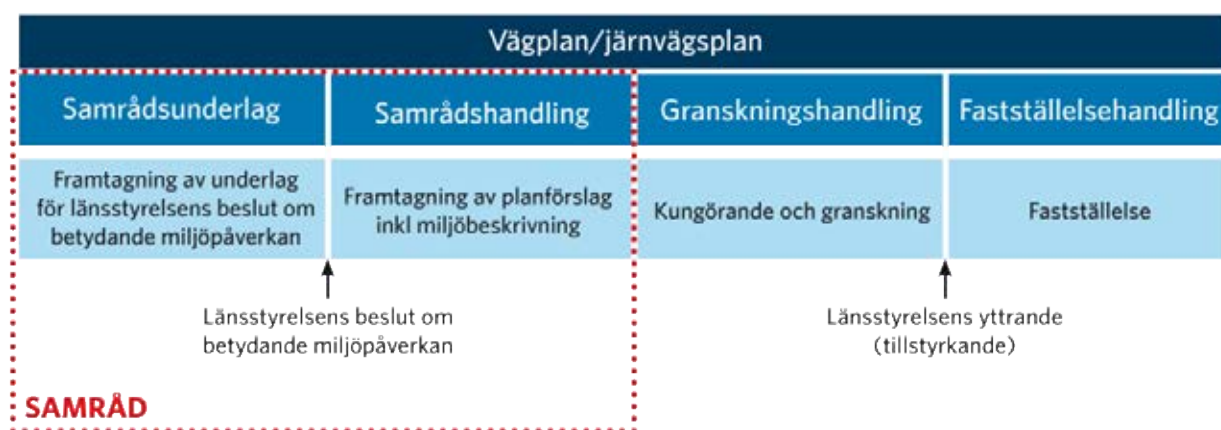 Vägplan/järnvägsplan
Samrådsunderlag
Samrådshandling
Granskningshandling
Fastställelsehandling
Framtagning av underlag
för länsstyrelsens beslut om
betydande miljöpåverkan
Framtagning av planförslag
inkl miljöbeskrivning
Kungörande och granskning
Fastställelse
Länsstyrelsens beslut om
betydande miljöpåverkan
Länsstyrelsens yttrande
(tillstyrkande)
SAMRÅD